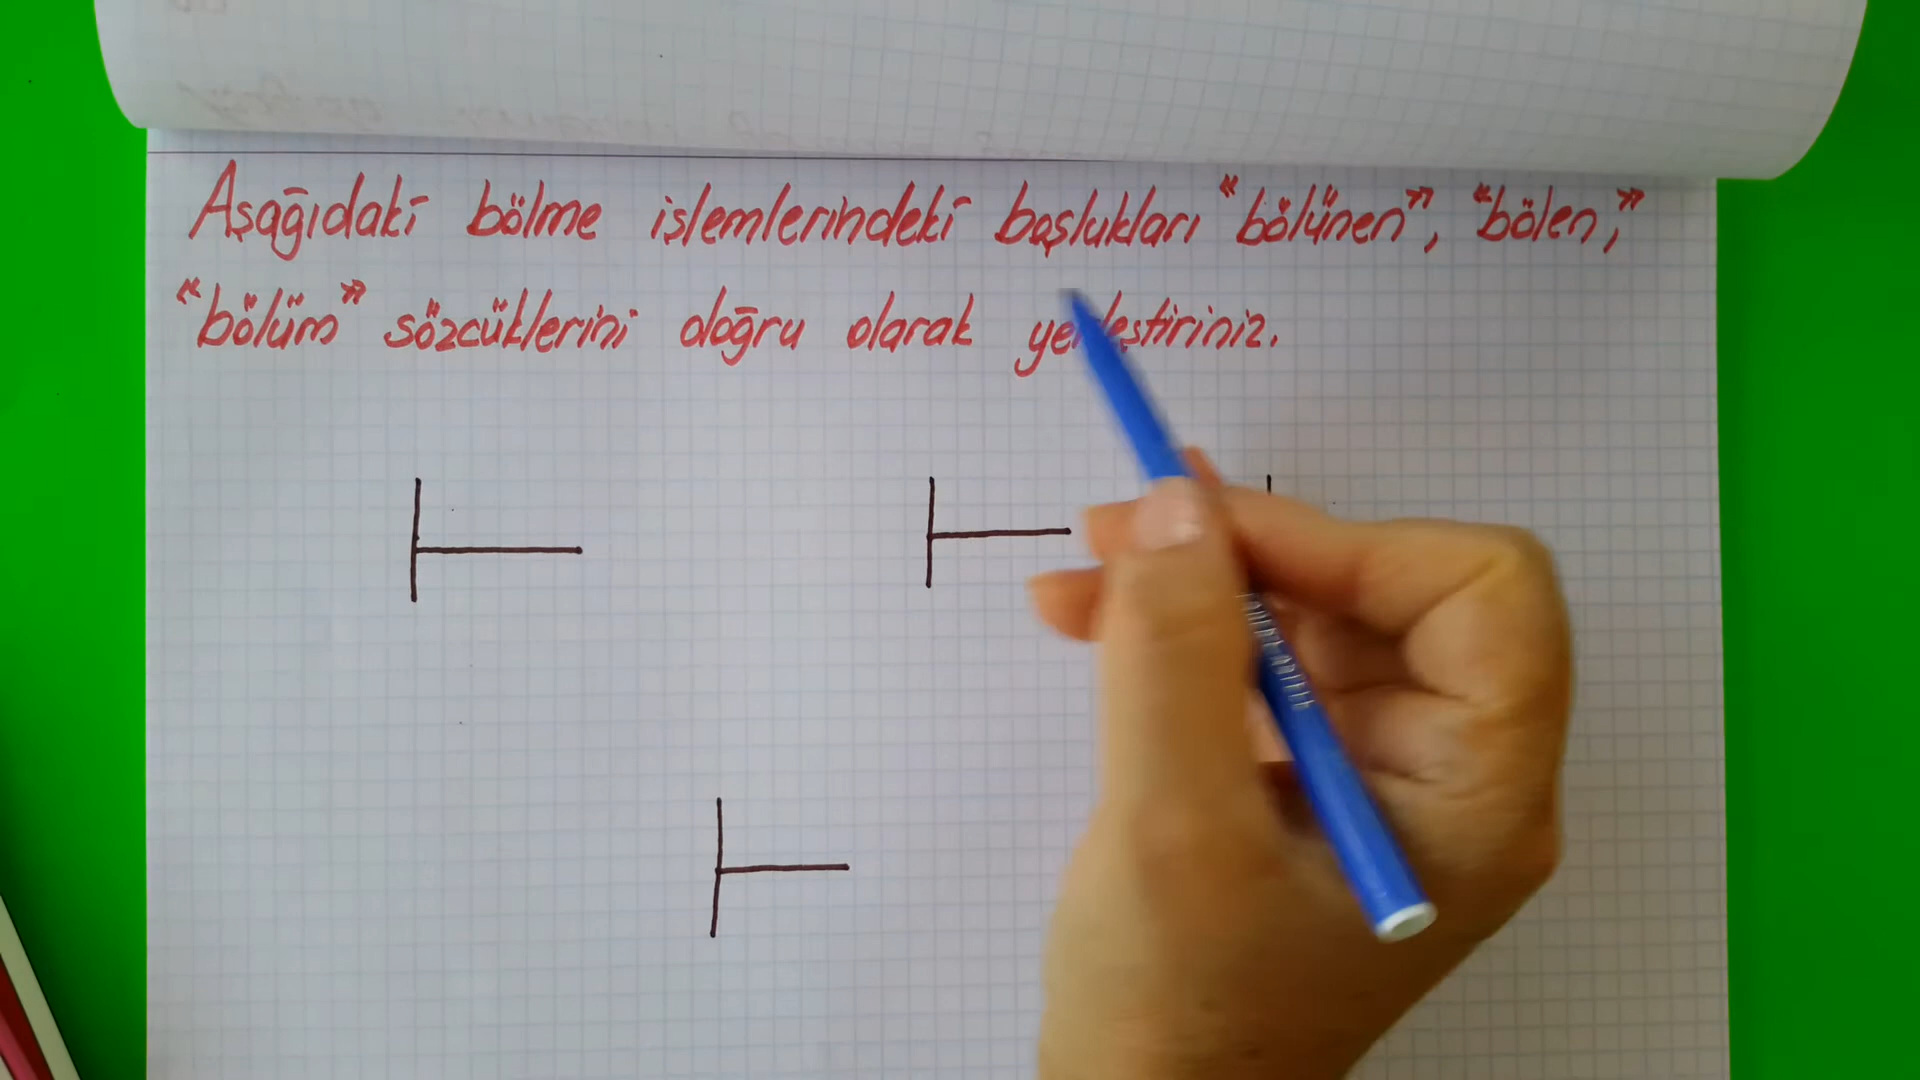 Aşağıdaki bölme işlemlerindeki boşlukları "bölünen", "bölen,"
"bölüm" sözcüklerini doğru olarak yerleştiriniz.